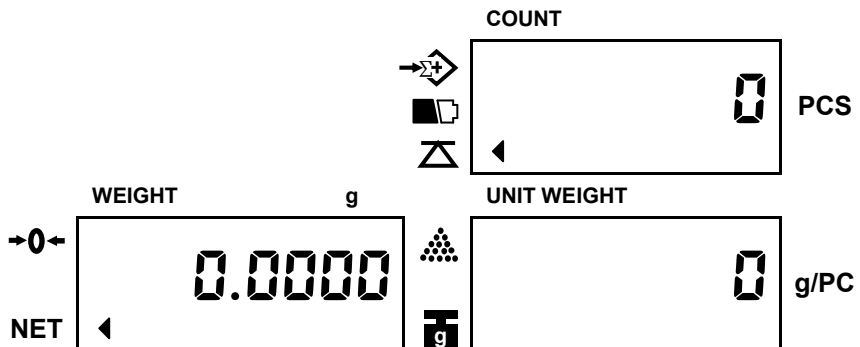 COUNT
Σ+
0 PCS
WEIGHT g UNIT WEIGHT
→0←
0.0000 0 g/PC
NET g